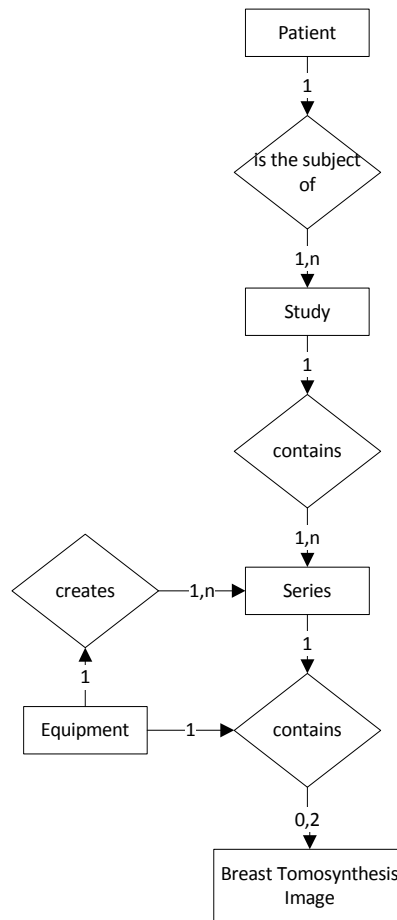 Patient
1
is the subject
of
1,n
Study
1
contains
1,n
creates
1,n
Series
1
1
Equipment
1
contains
0,2
Breast Tomosynthesis
Image